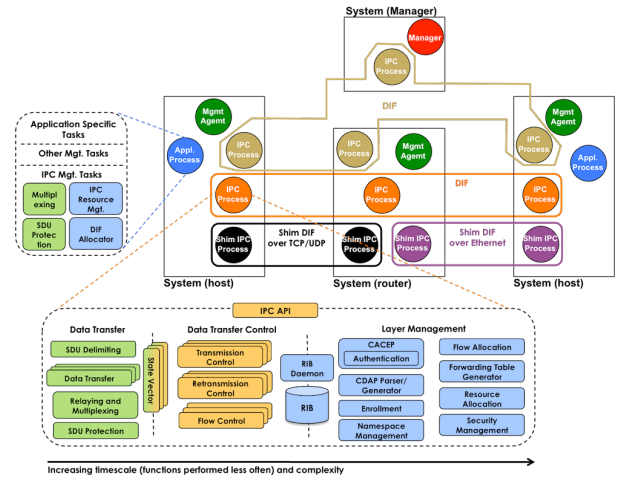 System (Manager)
Manager
IPC
Process
DIF
Mgmt
Agemt
Mgmt
Agemt
Mgmt
Agemt
IPC
Process
IPC
Process
IPC
Process
Appl.
Process
Appl.
Process
Application Specific
Tasks
Other Mgt. Tasks
IPC Mgt. Tasks
Multipl
exing
IPC
Resource
Mgt.
SDU
Protec
tion
DIF
Allocator
IPC
Process
IPC
Process
DIF
IPC
Process
Shim IPC
Process
Shim DIF
over TCP/UDP
Shim IPC
Process
Shim IPC
Process
Shim DIF
over Ethernet
Shim IPC
Process
System (host)
System (router)
System (host)
IPC API
Data Transfer
Data Transfer Control
Layer Management
SDU Delimiting
Data Transfer
Relaying and
Multiplexing
SDU Protection
State Vector
Transmission
Control
Retransmission
Control
Flow Control
RIB
Daemon
RIB
CACEP
Authentication
CDAP Parser/
Generator
Enrollment
Namespace
Management
Flow Allocation
Forwarding Table
Generator
Resource
Allocation
Security
Management
Increasing timescale (functions performed less often) and complexity